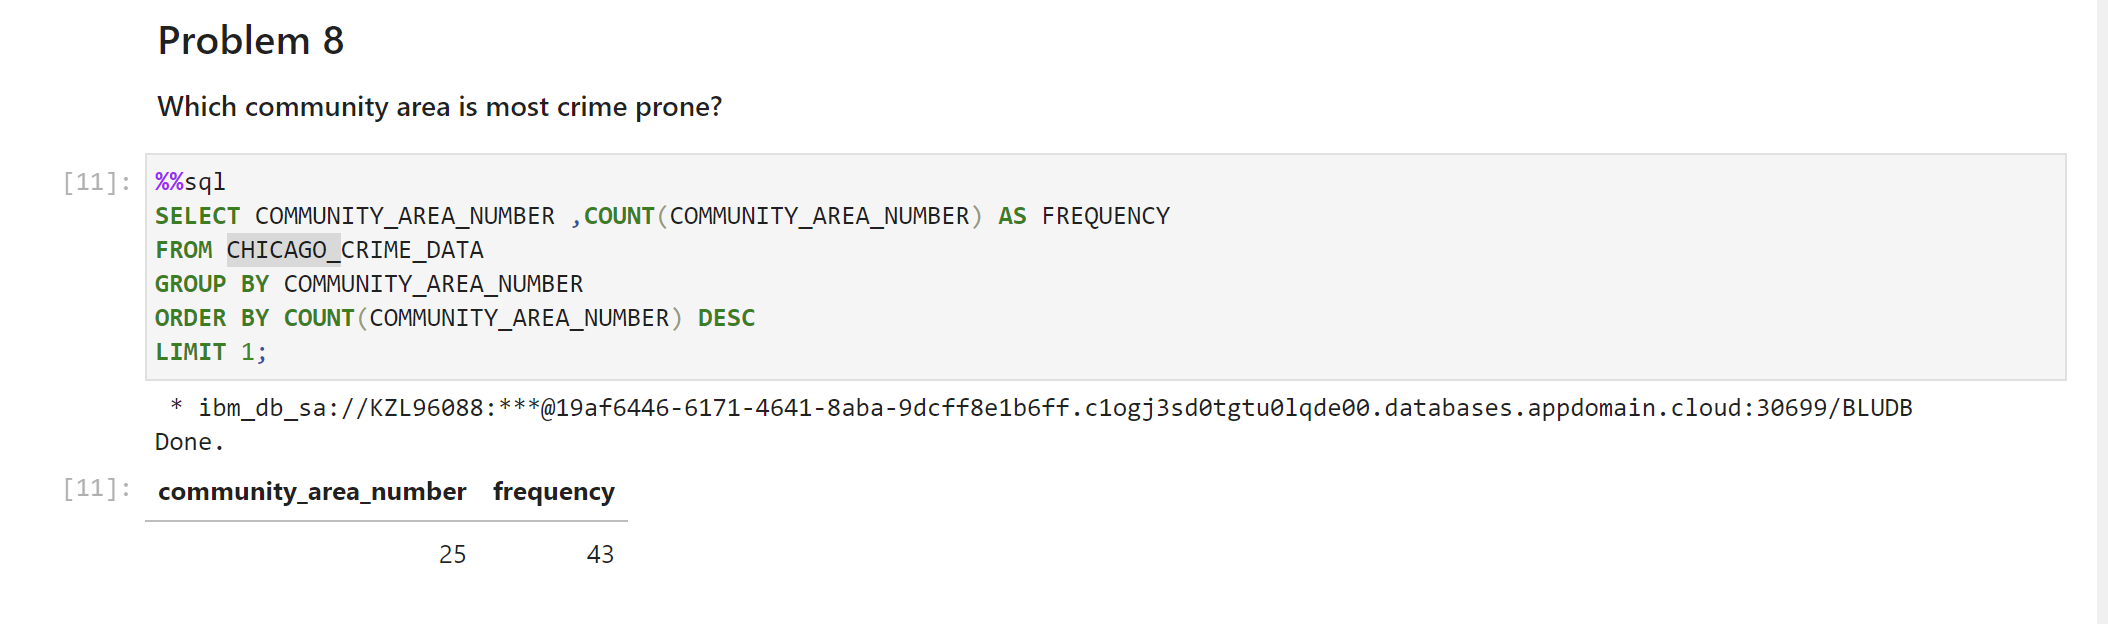 Problem 8
Which community area is most crime prone?
[11]: %%sql
SELECT COMMUNITY_AREA_NUMBER ,COUNT(COMMUNITY_AREA_NUMBER) AS FREQUENCY
FROM CHICAGO_CRIME_DATA
GROUP BY COMMUNITY_AREA_NUMBER
ORDER BY COUNT(COMMUNITY_AREA_NUMBER) DESC
LIMIT 1;
* ibm_db_sa://KZL96088:***@19af6446-6171-4641-8aba-9dcff8e1b6ff.c1ogj3sd0tgtu0lqde00.databases.appdomain.cloud:30699/BLUDB
Done.
[11]: community_area_number frequency
25 43